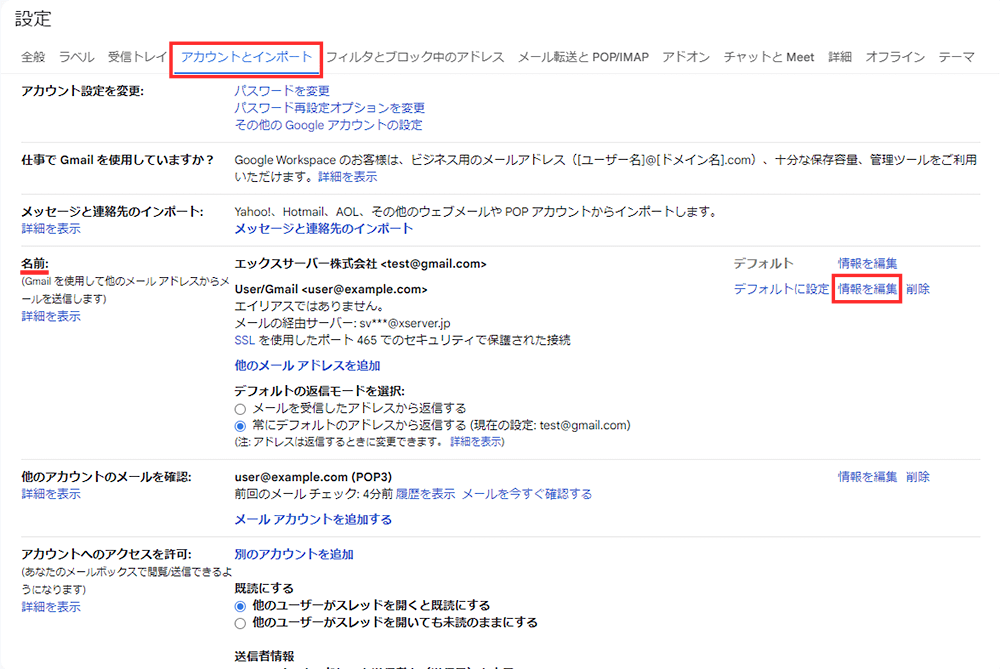 設定
全般 ラベル 受信トレイ アカウントとインポート フィルタとブロック中のアドレス メール転送と POP/IMAP アドオン チャットと Meet 詳細 オフライン テーマ
アカウント設定を変更: パスワードを変更
パスワード再設定オプションを変更
その他の Google アカウントの設定
仕事で Gmail を使用していますか？ Google Workspace のお客様は、ビジネス用のメールアドレス（[ユーザー名]@[ドメイン名].com）、十分な保存容量、管理ツールをご利用
いただけます。詳細を表示
メッセージと連絡先のインポート: Yahoo!、Hotmail、AOL、その他のウェブメールや POP アカウントからインポートします。
詳細を表示 メッセージと連絡先のインポート
名前: エックスサーバー株式会社 <test@gmail.com> デフォルト 情報を編集
(Gmail を使用して他のメール アドレスからメ
ールを送信します)
詳細を表示
User/Gmail <user@example.com> デフォルトに設定 情報を編集 削除
エイリアスではありません。
メールの経由サーバー: sv***@xserver.jp
SSL を使用したポート 465 でのセキュリティで保護された接続
他のメール アドレスを追加
デフォルトの返信モードを選択:
メールを受信したアドレスから返信する
常にデフォルトのアドレスから返信する (現在の設定: test@gmail.com)
(注: アドレスは返信するときに変更できます。 詳細を表示)
他のアカウントのメールを確認: user@example.com (POP3) 情報を編集 削除
詳細を表示 前回のメール チェック: 4分前 履歴を表示 メールを今すぐ確認する
メール アカウントを追加する
アカウントへのアクセスを許可: 別のアカウントを追加
(あなたのメールボックスで閲覧/送信できるよ
うになります)
詳細を表示
既読にする
他のユーザーがスレッドを開くと既読にする
他のユーザーがスレッドを開いても未読のままにする
送信者情報